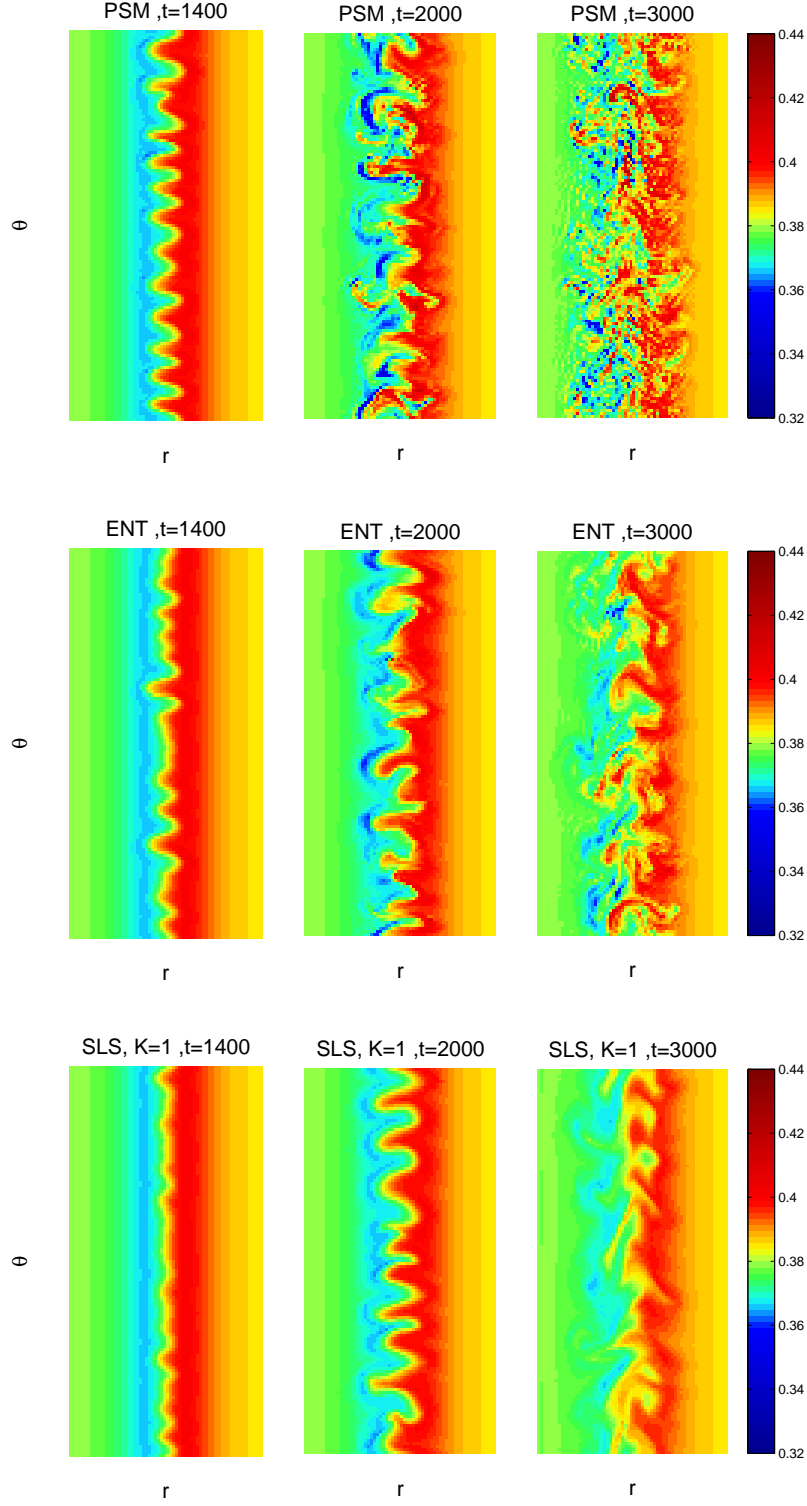 PSM ,t=1400
PSM ,t=2000
PSM ,t=3000
θ
r
r
r
0.44
0.42
0.4
0.38
0.36
0.34
0.32
ENT ,t=1400
ENT ,t=2000
ENT ,t=3000
θ
r
r
r
0.44
0.42
0.4
0.38
0.36
0.34
0.32
SLS, K=1 ,t=1400
SLS, K=1 ,t=2000
SLS, K=1 ,t=3000
θ
r
r
r
0.44
0.42
0.4
0.38
0.36
0.34
0.32